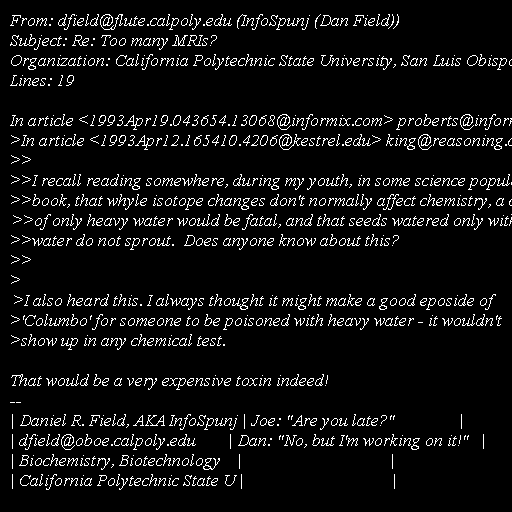 From: dfield@flute.calpoly.edu (InfoSpunj (Dan Field))
Subject: Re: Too many MRIs?
Organization: California Polytechnic State University, San Luis Obispo
Lines: 19

In article <1993Apr19.043654.13068@informix.com> proberts@infor
>In article <1993Apr12.165410.4206@kestrel.edu> king@reasoning.
>>
>>I recall reading somewhere, during my youth, in some science popul
>>book, that whyle isotope changes don't normally affect chemistry, a
>>of only heavy water would be fatal, and that seeds watered only with
>>water do not sprout.  Does anyone know about this?
>>
>
>I also heard this. I always thought it might make a good eposide of
>'Columbo' for someone to be poisoned with heavy water - it wouldn't
>show up in any chemical test.

That would be a very expensive toxin indeed!
--
| Daniel R. Field, AKA InfoSpunj | Joe: "Are you late?" |
| dfield@oboe.calpoly.edu | Dan: "No, but I'm working on it!" |
| Biochemistry, Biotechnology | |
| California Polytechnic State U | |